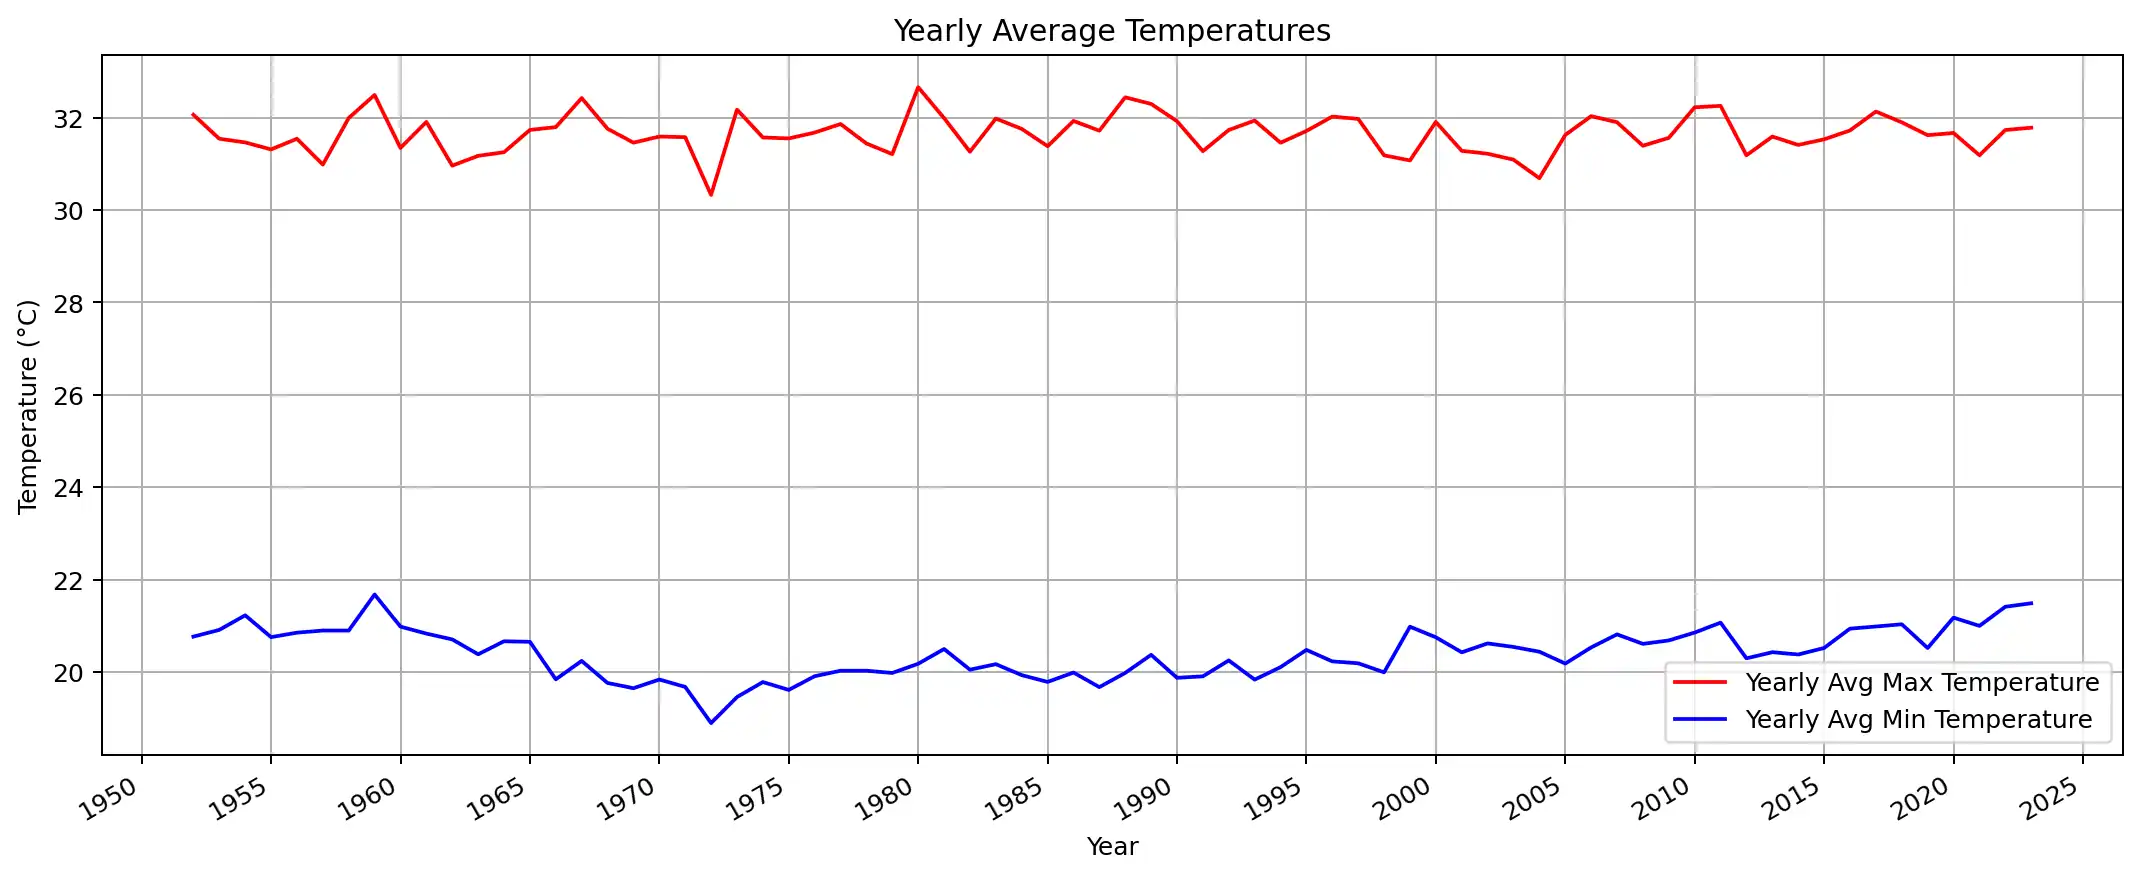 Yearly Average Temperatures
Temperature (°C)
32
30
28
26
24
22
20
Yearly Avg Max Temperature
Yearly Avg Min Temperature
1950 1955 1960 1965 1970 1975 1980 1985 1990 1995 2000 2005 2010 2015 2020 2025
Year